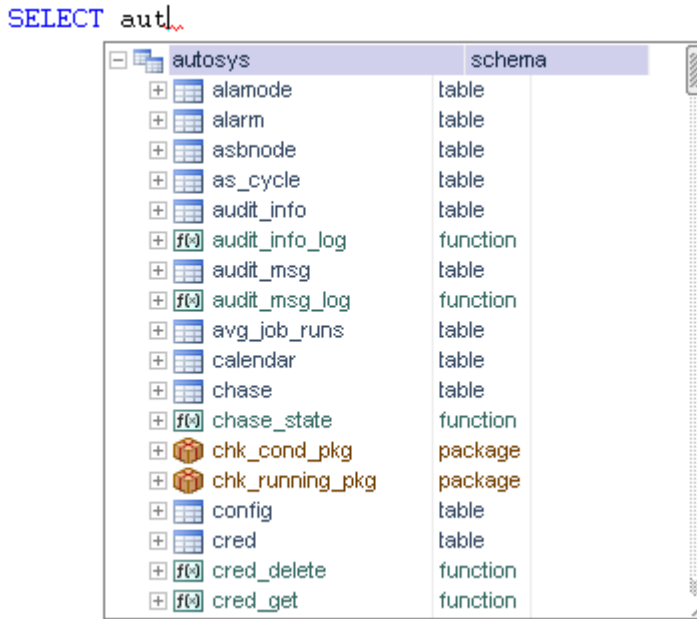 SELECT aut
autosys schema
alamode table
alarm table
asbnode table
as_cycle table
audit_info table
f(x) audit_info_log function
audit_msg table
f(x) audit_msg_log function
avg_job_runs table
calendar table
chase table
f(x) chase_state function
chk_cond_pkg package
chk_running_pkg package
config table
cred table
f(x) cred_delete function
f(x) cred_get function